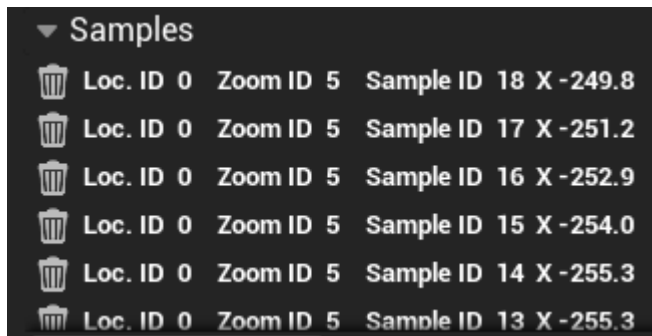 Samples
Loc. ID 0 Zoom ID 5 Sample ID 18 X -249.8
Loc. ID 0 Zoom ID 5 Sample ID 17 X -251.2
Loc. ID 0 Zoom ID 5 Sample ID 16 X -252.9
Loc. ID 0 Zoom ID 5 Sample ID 15 X -254.0
Loc. ID 0 Zoom ID 5 Sample ID 14 X -255.3
Loc. ID 0 Zoom ID 5 Sample ID 13 X -255.3